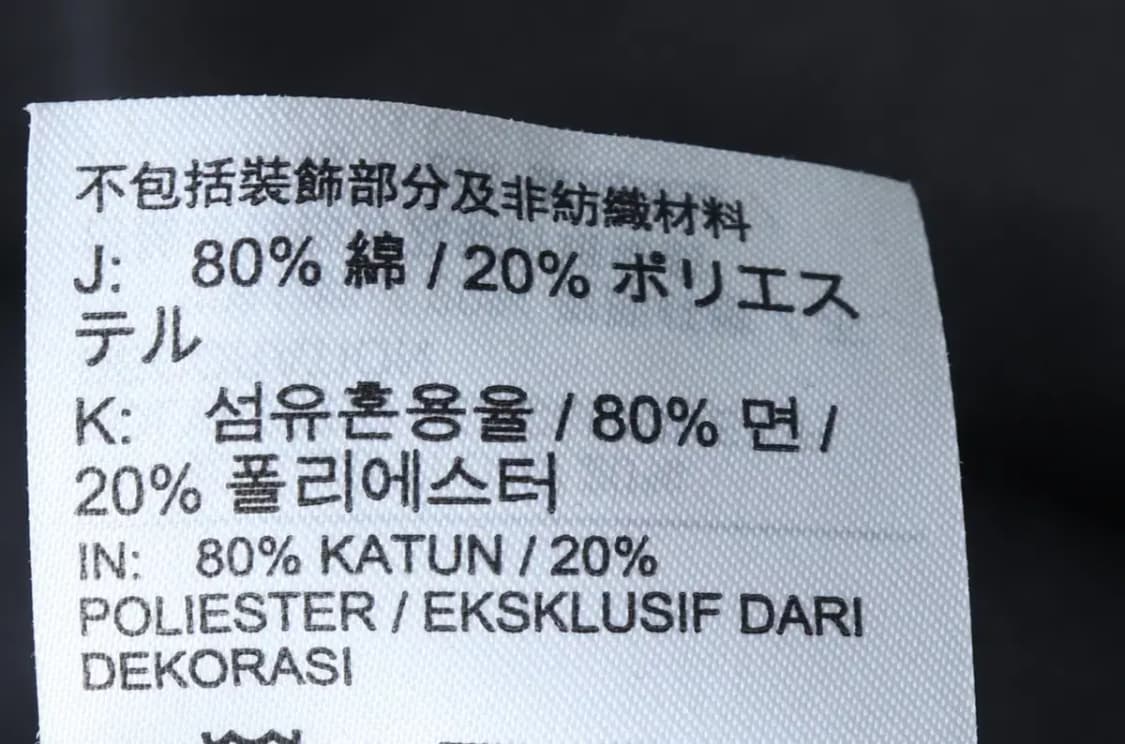 不包括裝飾部分及非紡織材料
J: 80% 綿 / 20% ポリエス
テル
K: 섬유혼용율 / 80% 면 /
20% 폴리에스터
IN: 80% KATUN / 20%
POLIESTER / EKSKLUSIF DARI
DEKORASI